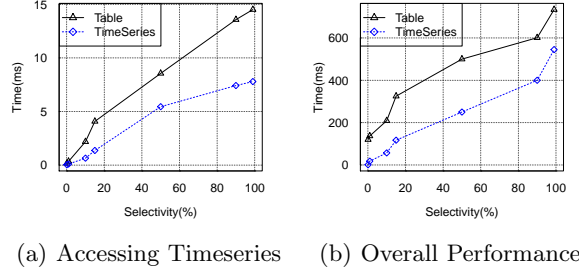 15
10
5
0
Time(ms)
Table
TimeSeries
0 20 40 60 80 100
Selectivity(%)
(a) Accessing Timeseries
600
400
200
0
Time(ms)
Table
TimeSeries
0 20 40 60 80 100
Selectivity(%)
(b) Overall Performance